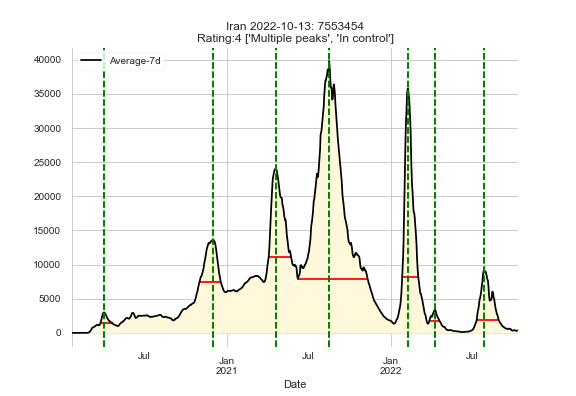 Iran 2022-10-13: 7553454
Rating:4 ['Multiple peaks', 'In control']
Average-7d
40000
35000
30000
25000
20000
15000
10000
5000
0
Jul
Jan
2021
Jul
Jan
2022
Jul
Date